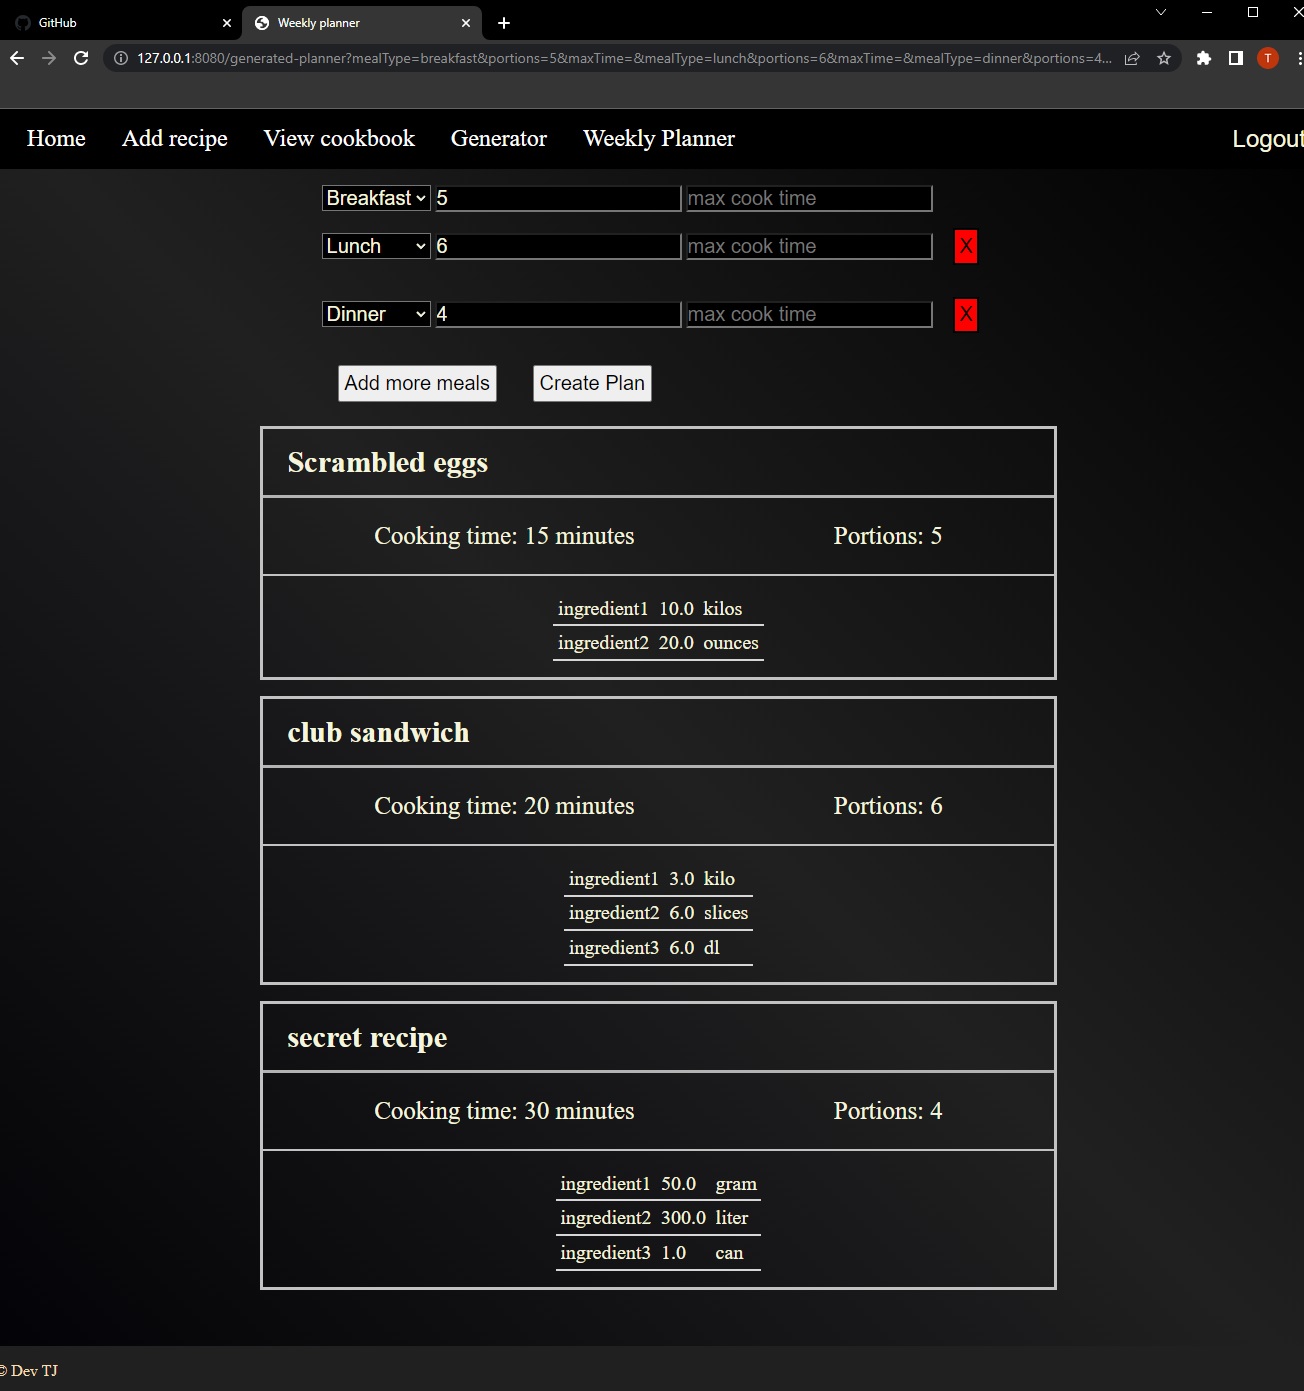 GitHub
Weekly planner
127.0.0.1:8080/generated-planner?mealType=breakfast&portions=5&maxTime=&mealType=lunch&portions=6&maxTime=&mealType=dinner&portions=4... T
Home Add recipe View cookbook Generator Weekly Planner Logout
Breakfast 5 max cook time
Lunch 6 max cook time X
Dinner 4 max cook time X
Add more meals Create Plan
Scrambled eggs
Cooking time: 15 minutes Portions: 5
ingredient1 10.0 kilos
ingredient2 20.0 ounces
club sandwich
Cooking time: 20 minutes Portions: 6
ingredient1 3.0 kilo
ingredient2 6.0 slices
ingredient3 6.0 dl
secret recipe
Cooking time: 30 minutes Portions: 4
ingredient1 50.0 gram
ingredient2 300.0 liter
ingredient3 1.0 can
© Dev TJ